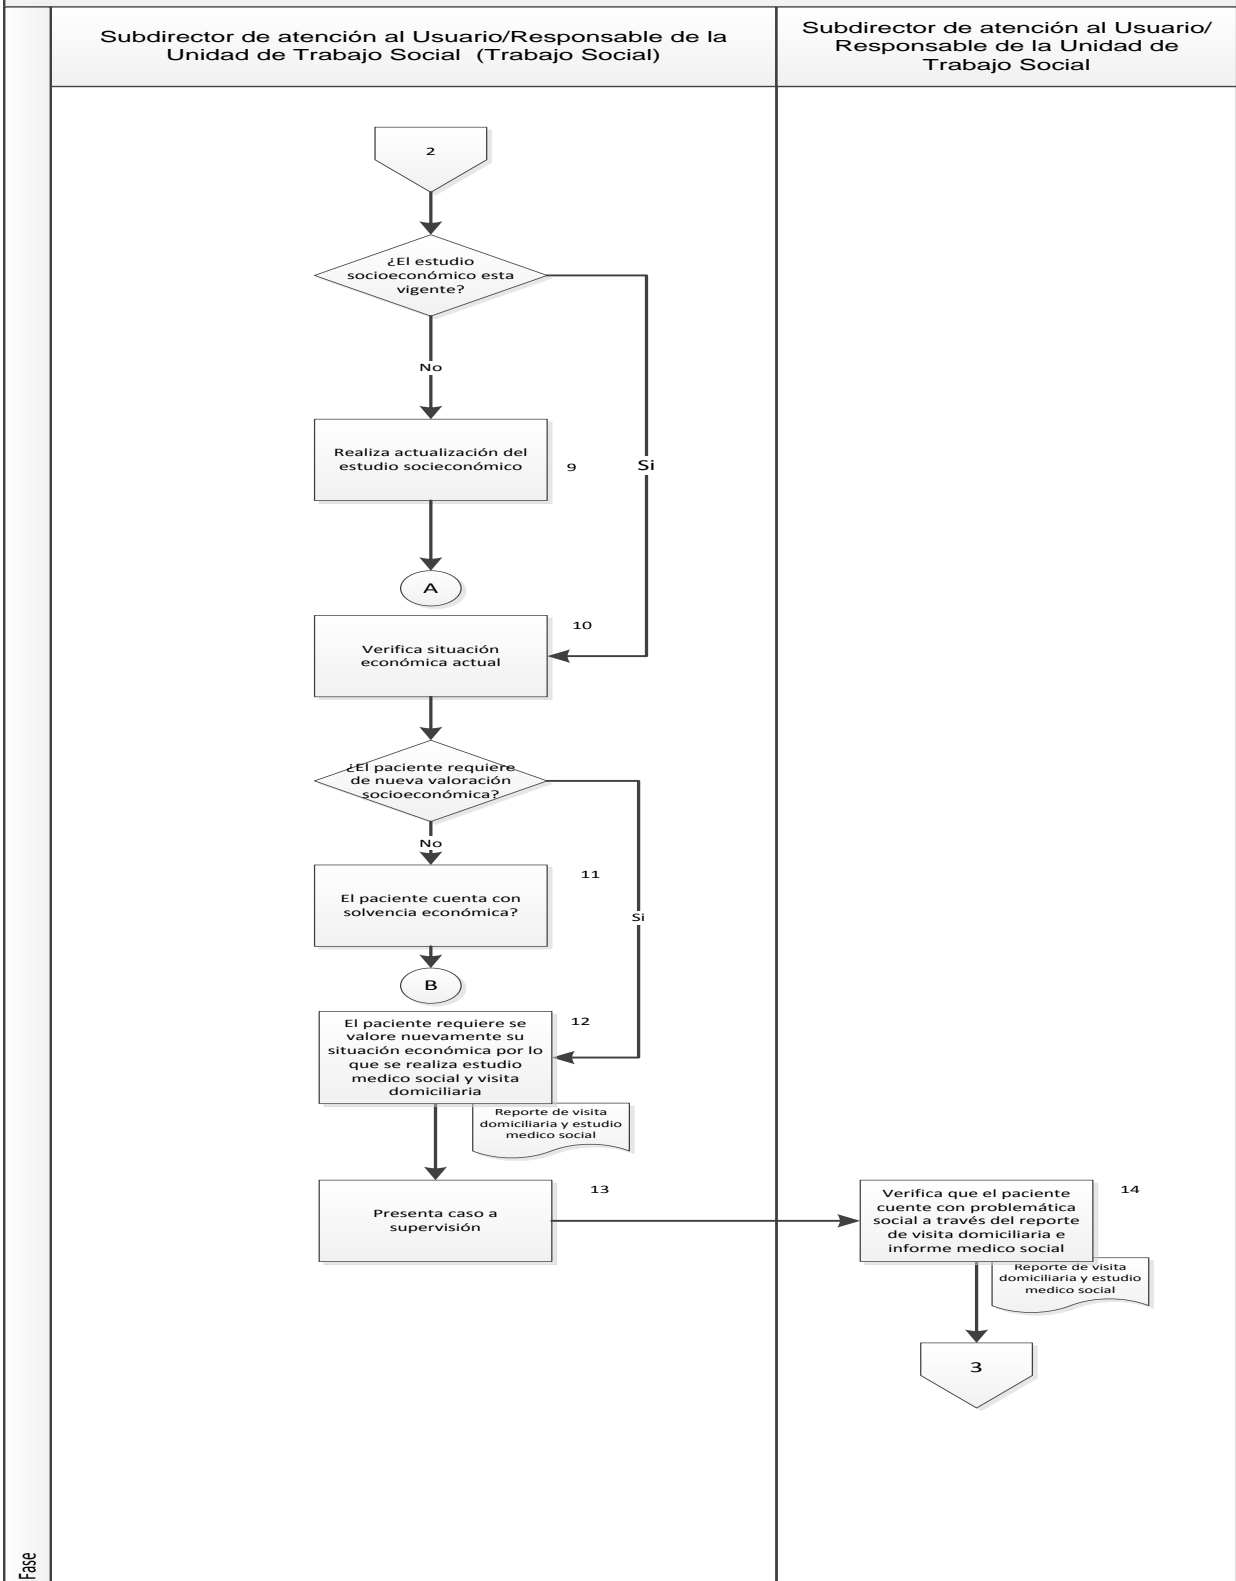 Subdirector de atención al Usuario/Responsable de la
Unidad de Trabajo Social (Trabajo Social)
Subdirector de atención al Usuario/
Responsable de la Unidad de
Trabajo Social
2
¿El estudio
socioeconómico esta
vigente?
No
Si
Realiza actualización del
estudio socieconómico
9
A
10
Verifica situación
económica actual
¿El paciente requiere
de nueva valoración
socioeconómica?
No
Si
11
El paciente cuenta con
solvencia económica?
B
12
El paciente requiere se
valore nuevamente su
situación económica por lo
que se realiza estudio
medico social y visita
domiciliaria
Reporte de visita
domiciliaria y estudio
medico social
13
Presenta caso a
supervisión
14
Verifica que el paciente
cuente con problemática
social a través del reporte
de visita domiciliaria e
informe medico social
Reporte de visita
domiciliaria y estudio
medico social
3
Fase